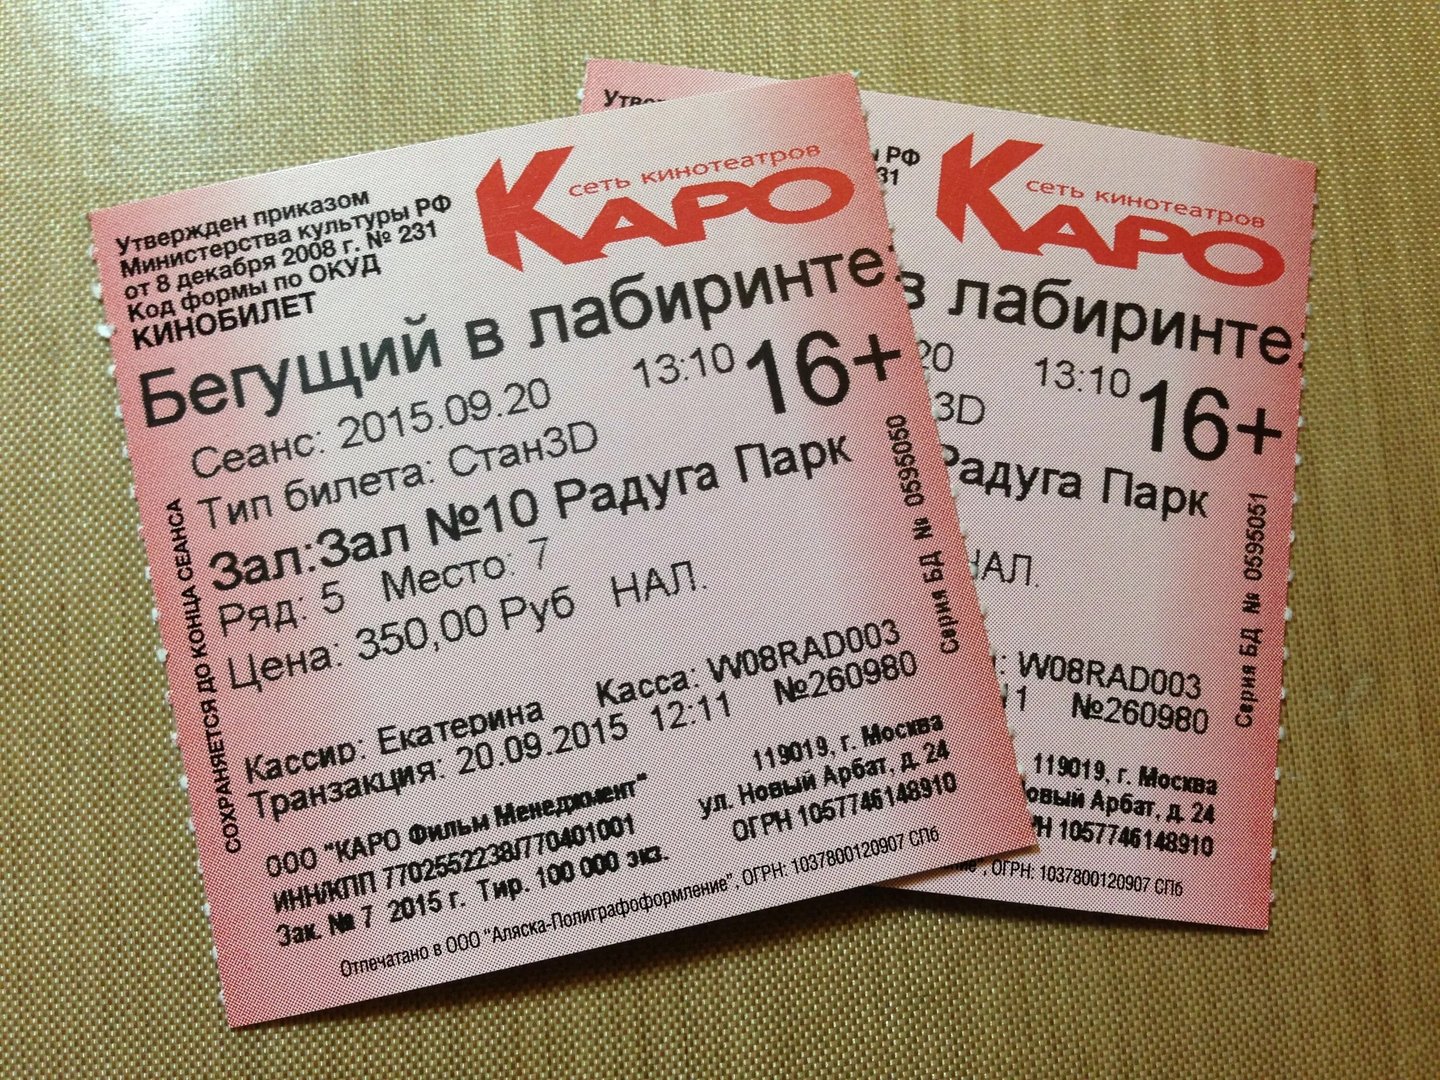 Утвержден приказом
Министерства культуры РФ
от 8 декабря 2008 г. № 231
Код формы по ОКУД
КИНОБИЛЕТ
сеть кинотеатров
КАРО
Бегущий в лабиринте:
Сеанс: 2015.09.20 13:10 16+
Тип билета: Стан3D
Зал:Зал №10 Радуга Парк
Ряд: 5 Место: 7
Цена: 350,00 Руб НАЛ.
Кассир: Екатерина Касса: W08RAD003
Транзакция: 20.09.2015 12:11 №260980
ООО "КАРО Фильм Менеджмент" 119019, г. Москва
ИНН/КПП 7702552238/770401001 ул. Новый Арбат, д. 24
Зак. № 7 2015 г. Тир. 100 000 экз. ОГРН 1057746148910
Отпечатано в ООО "Аляска-Полиграфоформление", ОГРН: 1037800120907 СПб
СОХРАНЯЕТСЯ ДО КОНЦА СЕАНСА
Серия БД № 0595050
РФ
231
сеть кинотеатров
КАРО
в лабиринте:
20 13:10 16+
3D
Радуга Парк
НАЛ.
: W08RAD003
11 №260980
119019, г. Москва
Новый Арбат, д. 24
ОГРН 1057746148910
", ОГРН: 1037800120907 СПб
Серия БД № 0595051